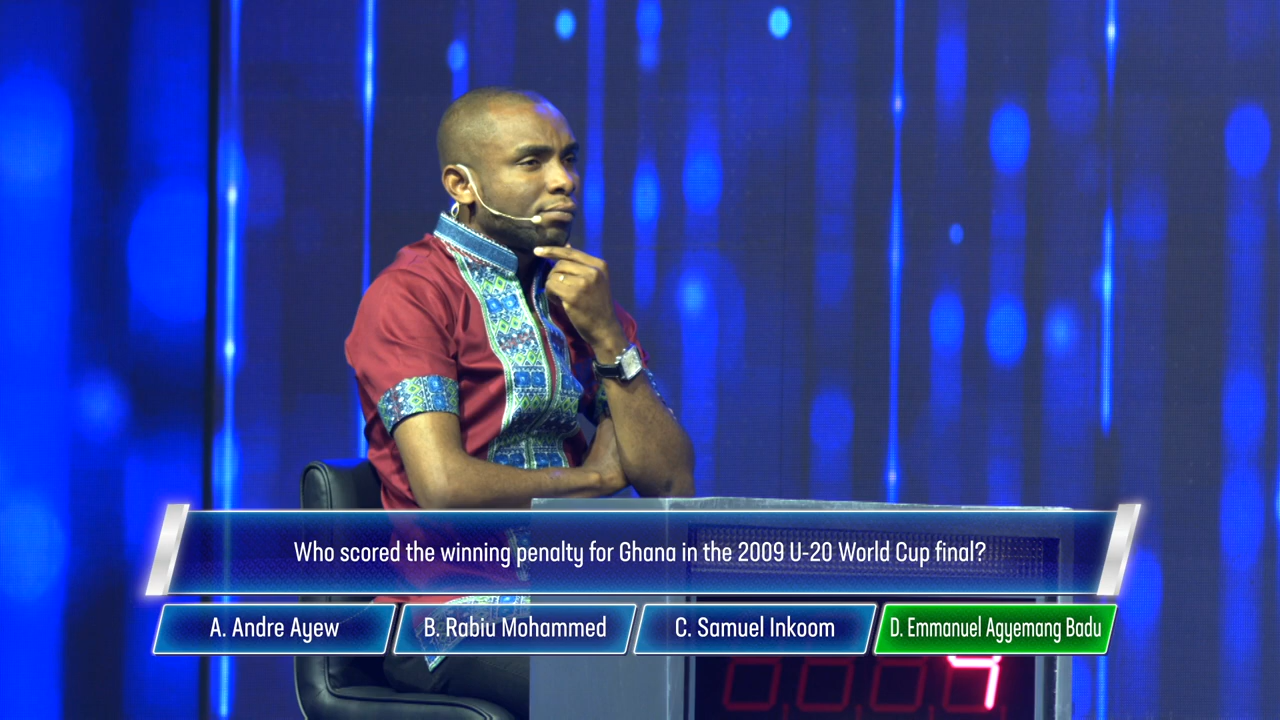 Who scored the winning penalty for Ghana in the 2009 U-20 World Cup final?
A. Andre Ayew
B. Rabiu Mohammed
C. Samuel Inkoom
D. Emmanuel Agyemang Badu
4